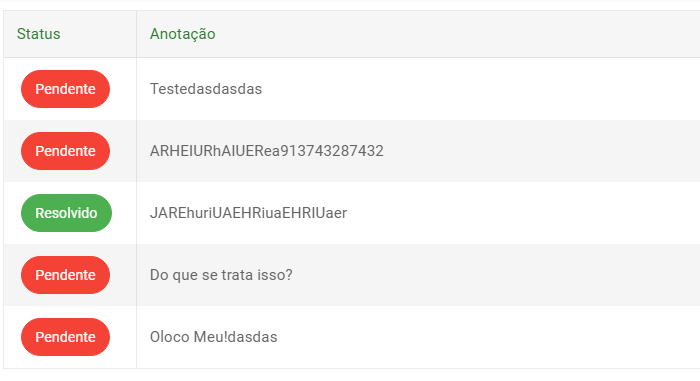 Status Anotação
Pendente Testedasdasdas
Pendente ARHEIURhAIUERea913743287432
Resolvido JAREhuriUAEHRiuaEHRIUaer
Pendente Do que se trata isso?
Pendente Oloco Meu!dasdas